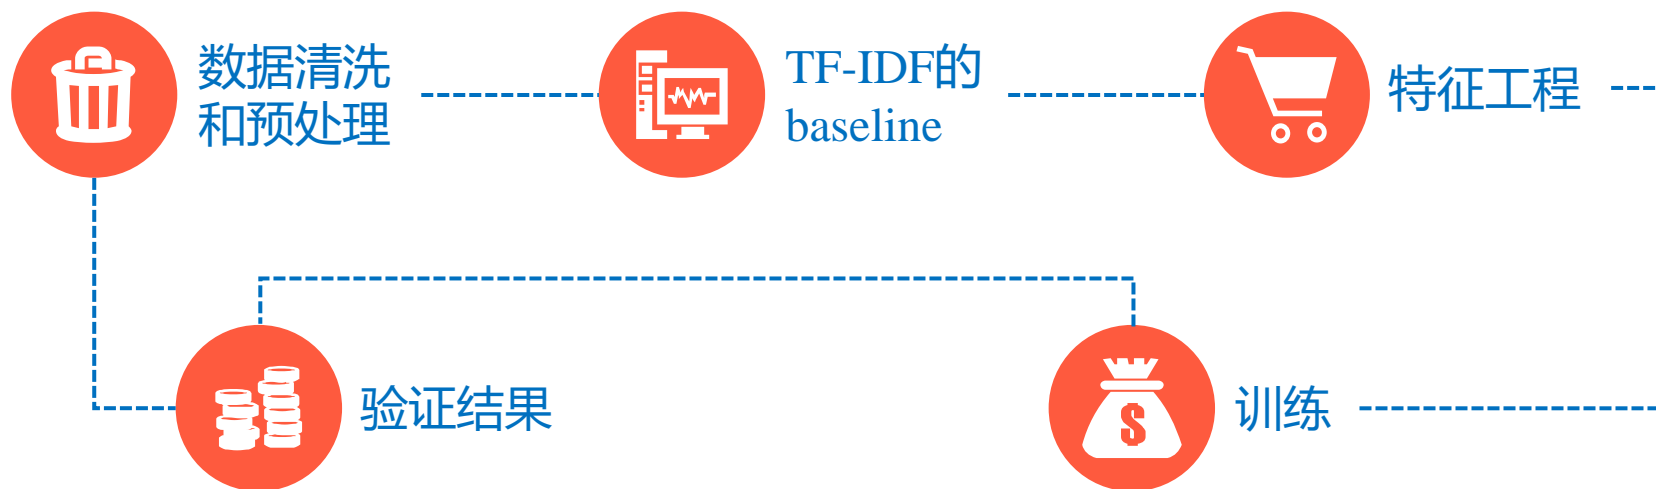 数据清洗
和预处理
TF-IDF的
baseline
特征工程
验证结果
$
训练